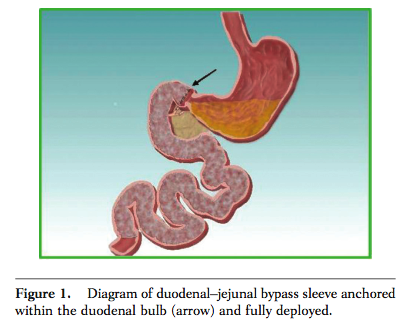 Figure 1. Diagram of duodenal–jejunal bypass sleeve anchored
within the duodenal bulb (arrow) and fully deployed.